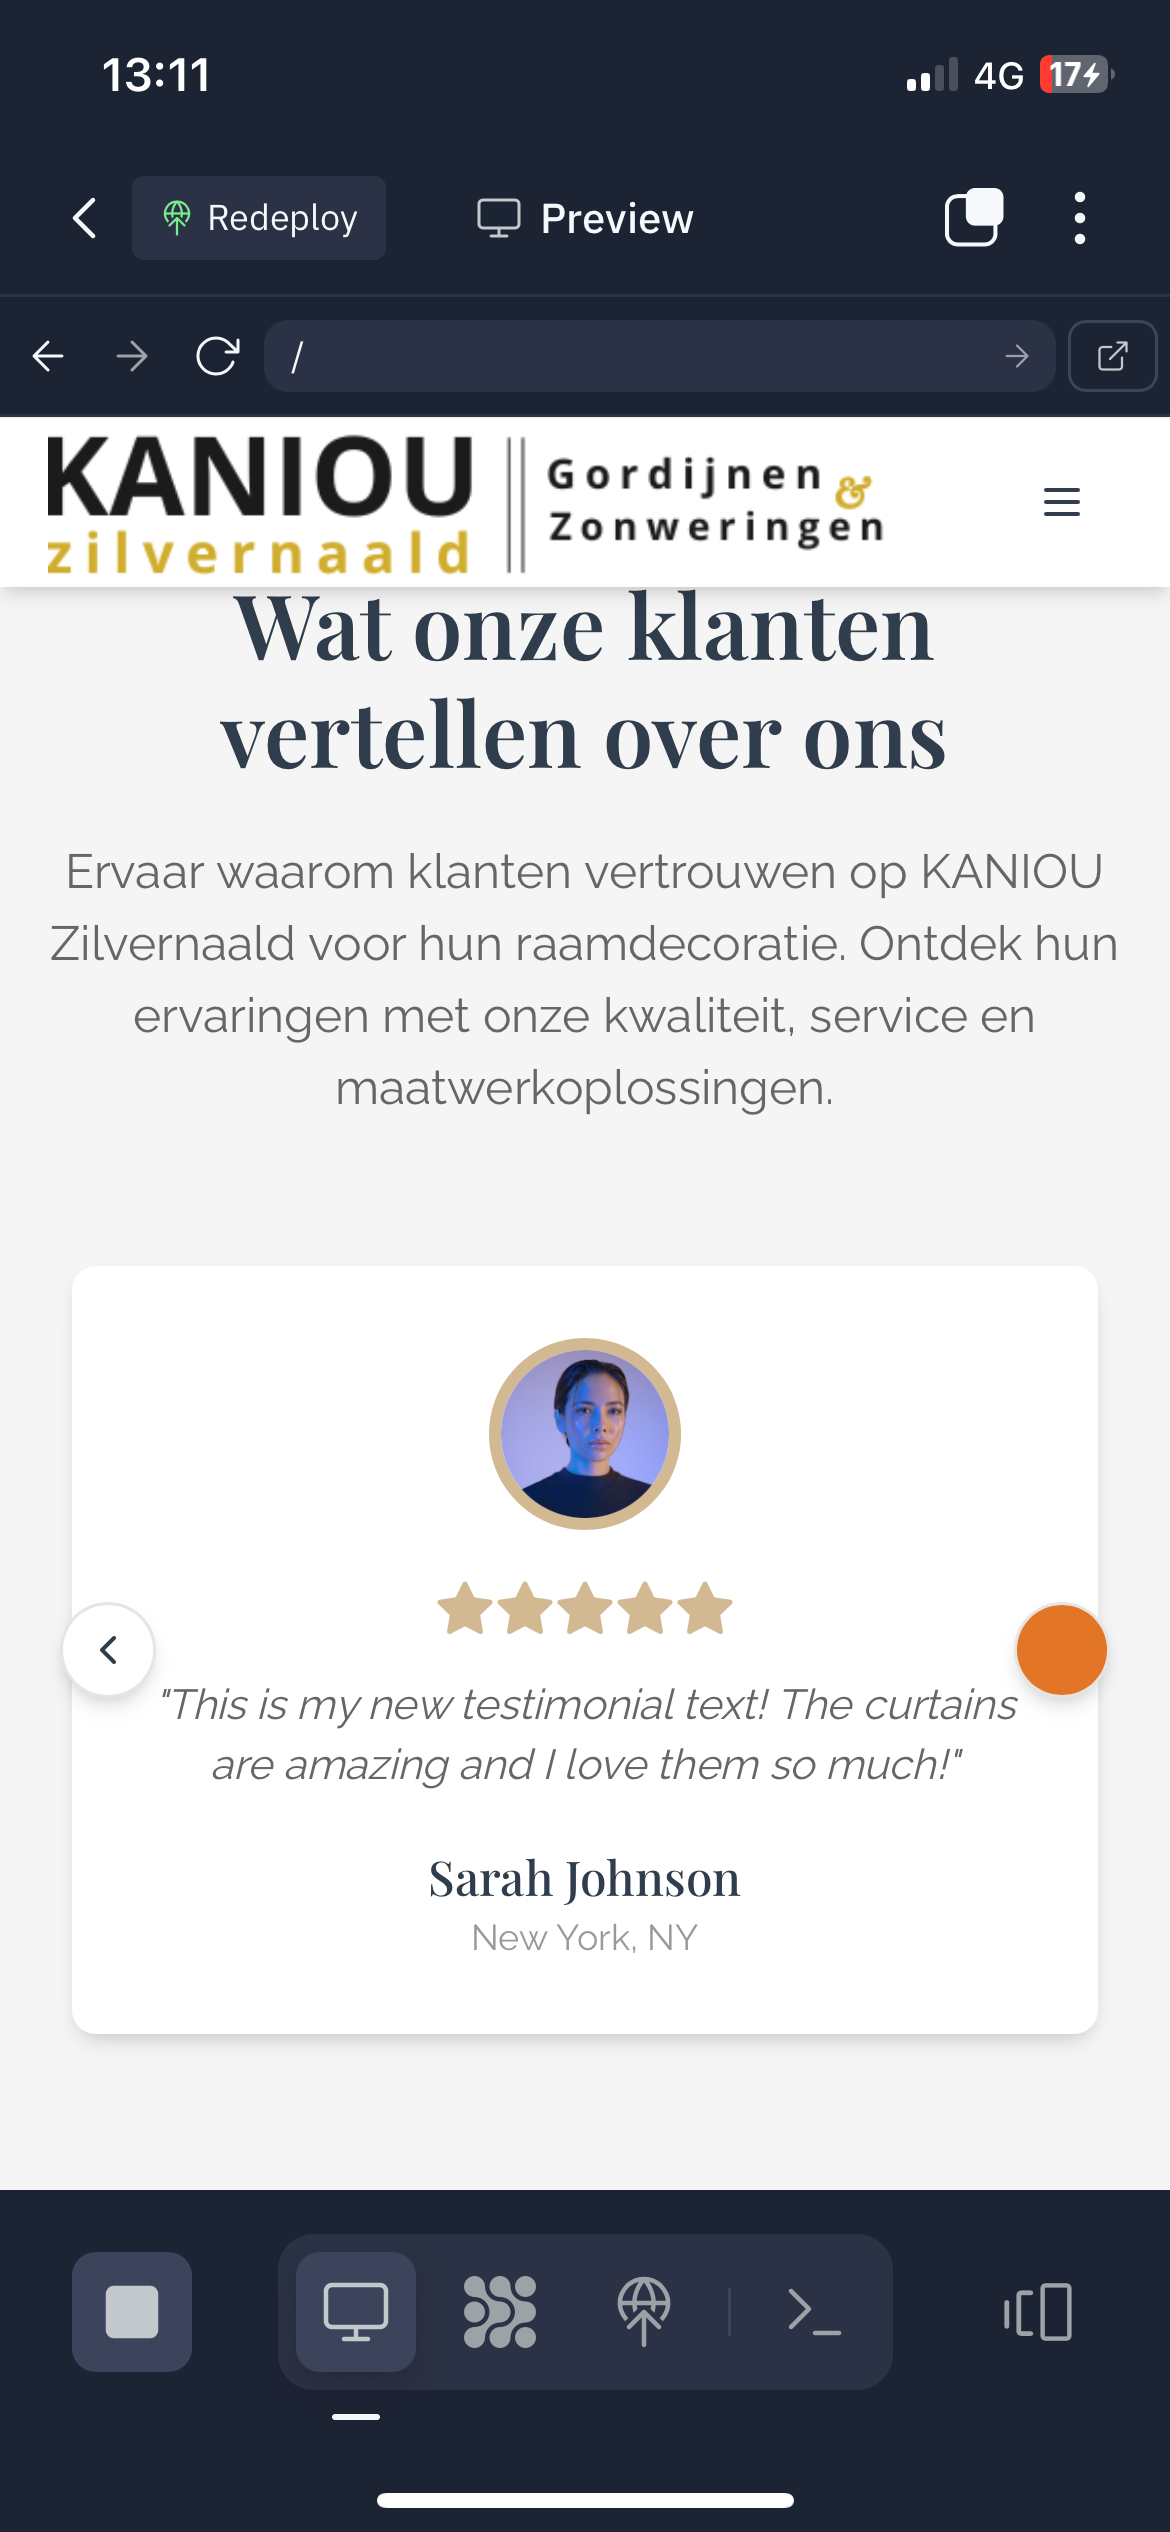 13:11
4G
17
Redeploy
Preview
/
KANIOU
zilvernaald
Gordijnen
&
Zonweringen
Wat onze klanten
vertellen over ons
Ervaar waarom klanten vertrouwen op KANIOU
Zilvernaald voor hun raamdecoratie. Ontdek hun
ervaringen met onze kwaliteit, service en
maatwerkoplossingen.
"This is my new testimonial text! The curtains
are amazing and I love them so much!"
Sarah Johnson
New York, NY